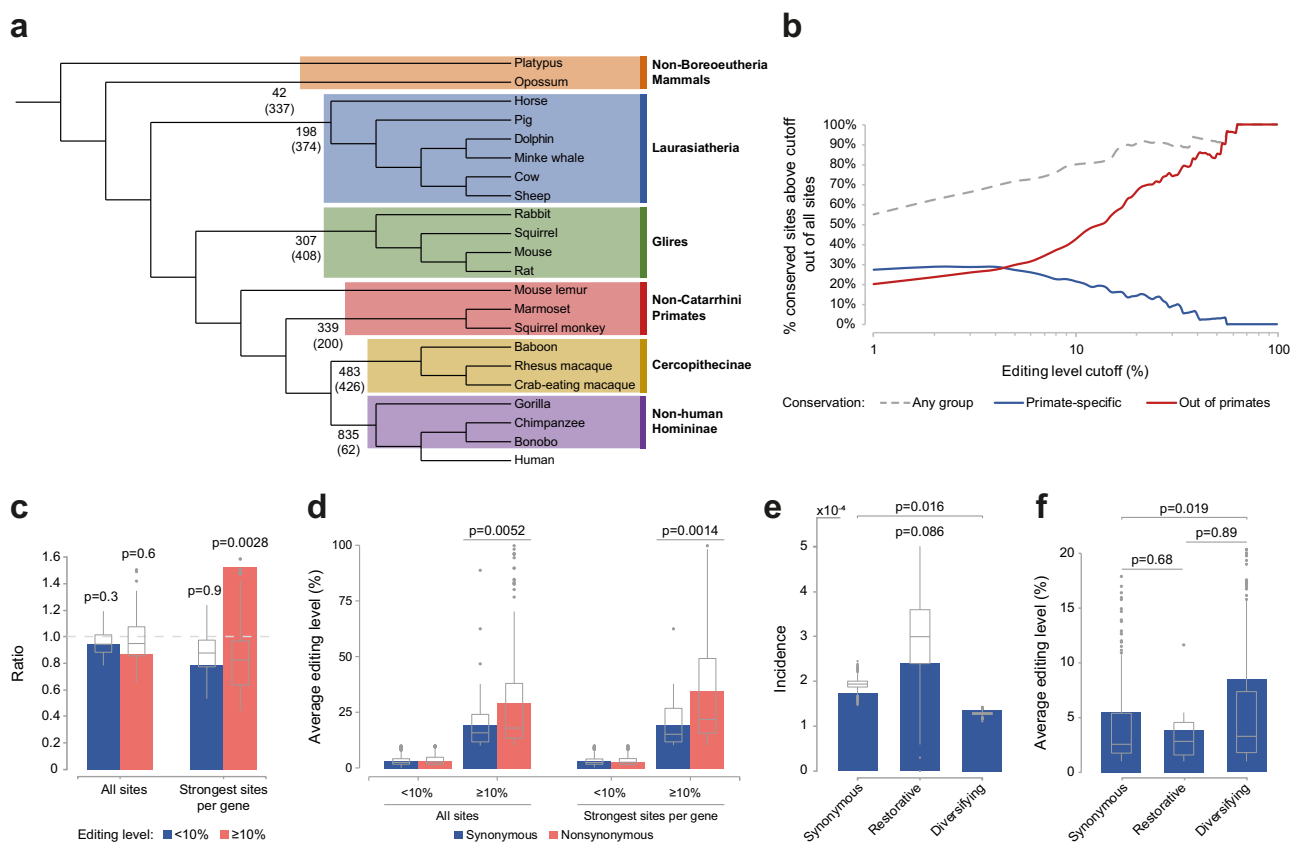 a
Platypus
Opossum
Non-Boreoeutheria
Mammals
42
(337)
Horse
Pig
Dolphin
Minke whale
Cow
Sheep
Laurasiatheria
198
(374)
Rabbit
Squirrel
Mouse
Rat
Glires
307
(408)
Mouse lemur
Marmoset
Squirrel monkey
Non-Catarrhini
Primates
339
(200)
Baboon
Rhesus macaque
Crab-eating macaque
Cercopithecinae
483
(426)
Gorilla
Chimpanzee
Bonobo
Human
Non-human
Homininae
835
(62)
b
% conserved sites above cutoff
out of all sites
100%
90%
80%
70%
60%
50%
40%
30%
20%
10%
0%
1 10 100
Editing level cutoff (%)
Conservation: Any group Primate-specific Out of primates
c
Ratio
1.6
1.4
1.2
1.0
0.8
0.6
0.4
0.2
0
p=0.3
p=0.6
p=0.9
p=0.0028
All sites
Strongest sites
per gene
Editing level: <10% ≥10%
d
Average editing level (%)
100
75
50
25
0
p=0.0052
p=0.0014
<10% ≥10% <10% ≥10%
All sites Strongest sites per gene
Synonymous Nonsynonymous
e
x10⁻⁴
Incidence
5
4
3
2
1
0
p=0.016
p=0.086
Synonymous
Restorative
Diversifying
f
Average editing level (%)
20
15
10
5
0
p=0.019
p=0.89
p=0.68
Synonymous
Restorative
Diversifying